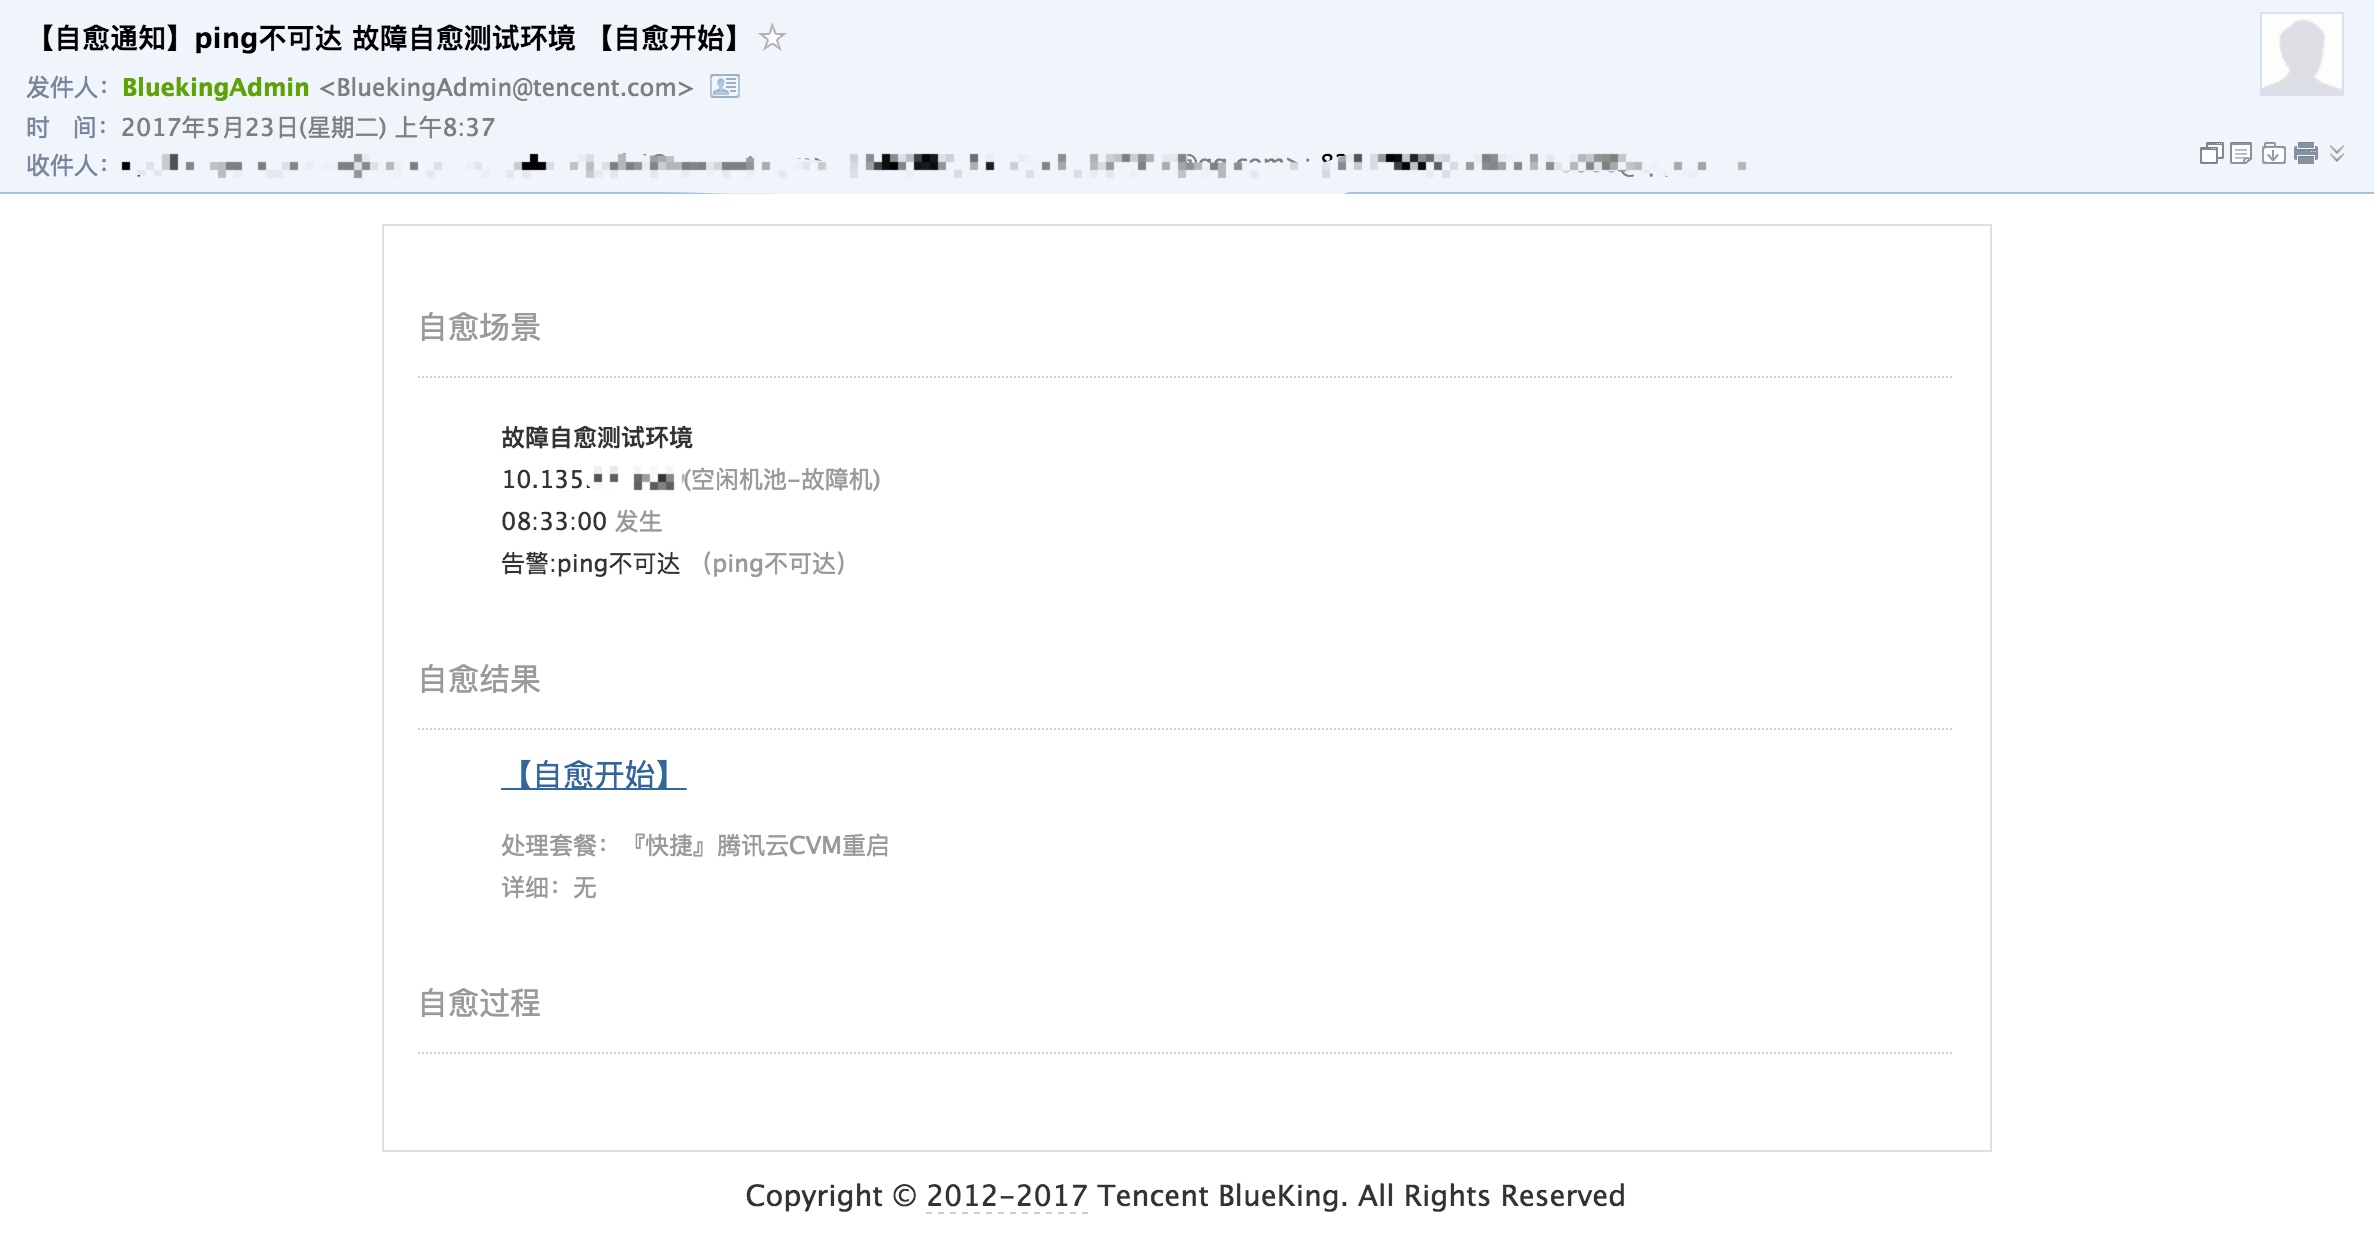 【自愈通知】ping不可达 故障自愈测试环境 【自愈开始】
发件人：BluekingAdmin <BluekingAdmin@tencent.com>
时 间：2017年5月23日(星期二) 上午8:37
收件人：
自愈场景
故障自愈测试环境
10.135. (空闲机池-故障机)
08:33:00 发生
告警:ping不可达 （ping不可达）
自愈结果
【自愈开始】
处理套餐：『快捷』腾讯云CVM重启
详细：无
自愈过程
Copyright © 2012-2017 Tencent BlueKing. All Rights Reserved